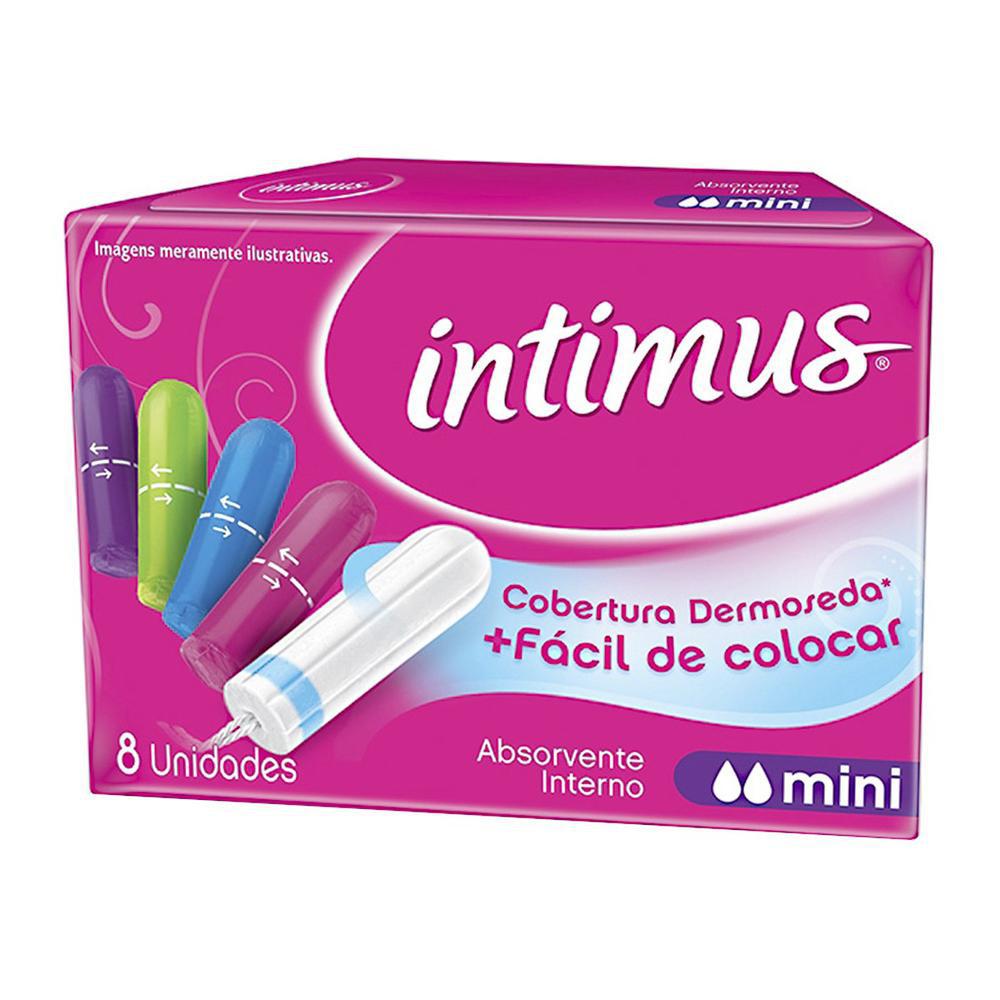 intimus
Absorvente
Interno
mini
Imagens meramente ilustrativas.
intimus®
Cobertura Dermoseda*
+Fácil de colocar
8 Unidades
Absorvente
Interno
mini